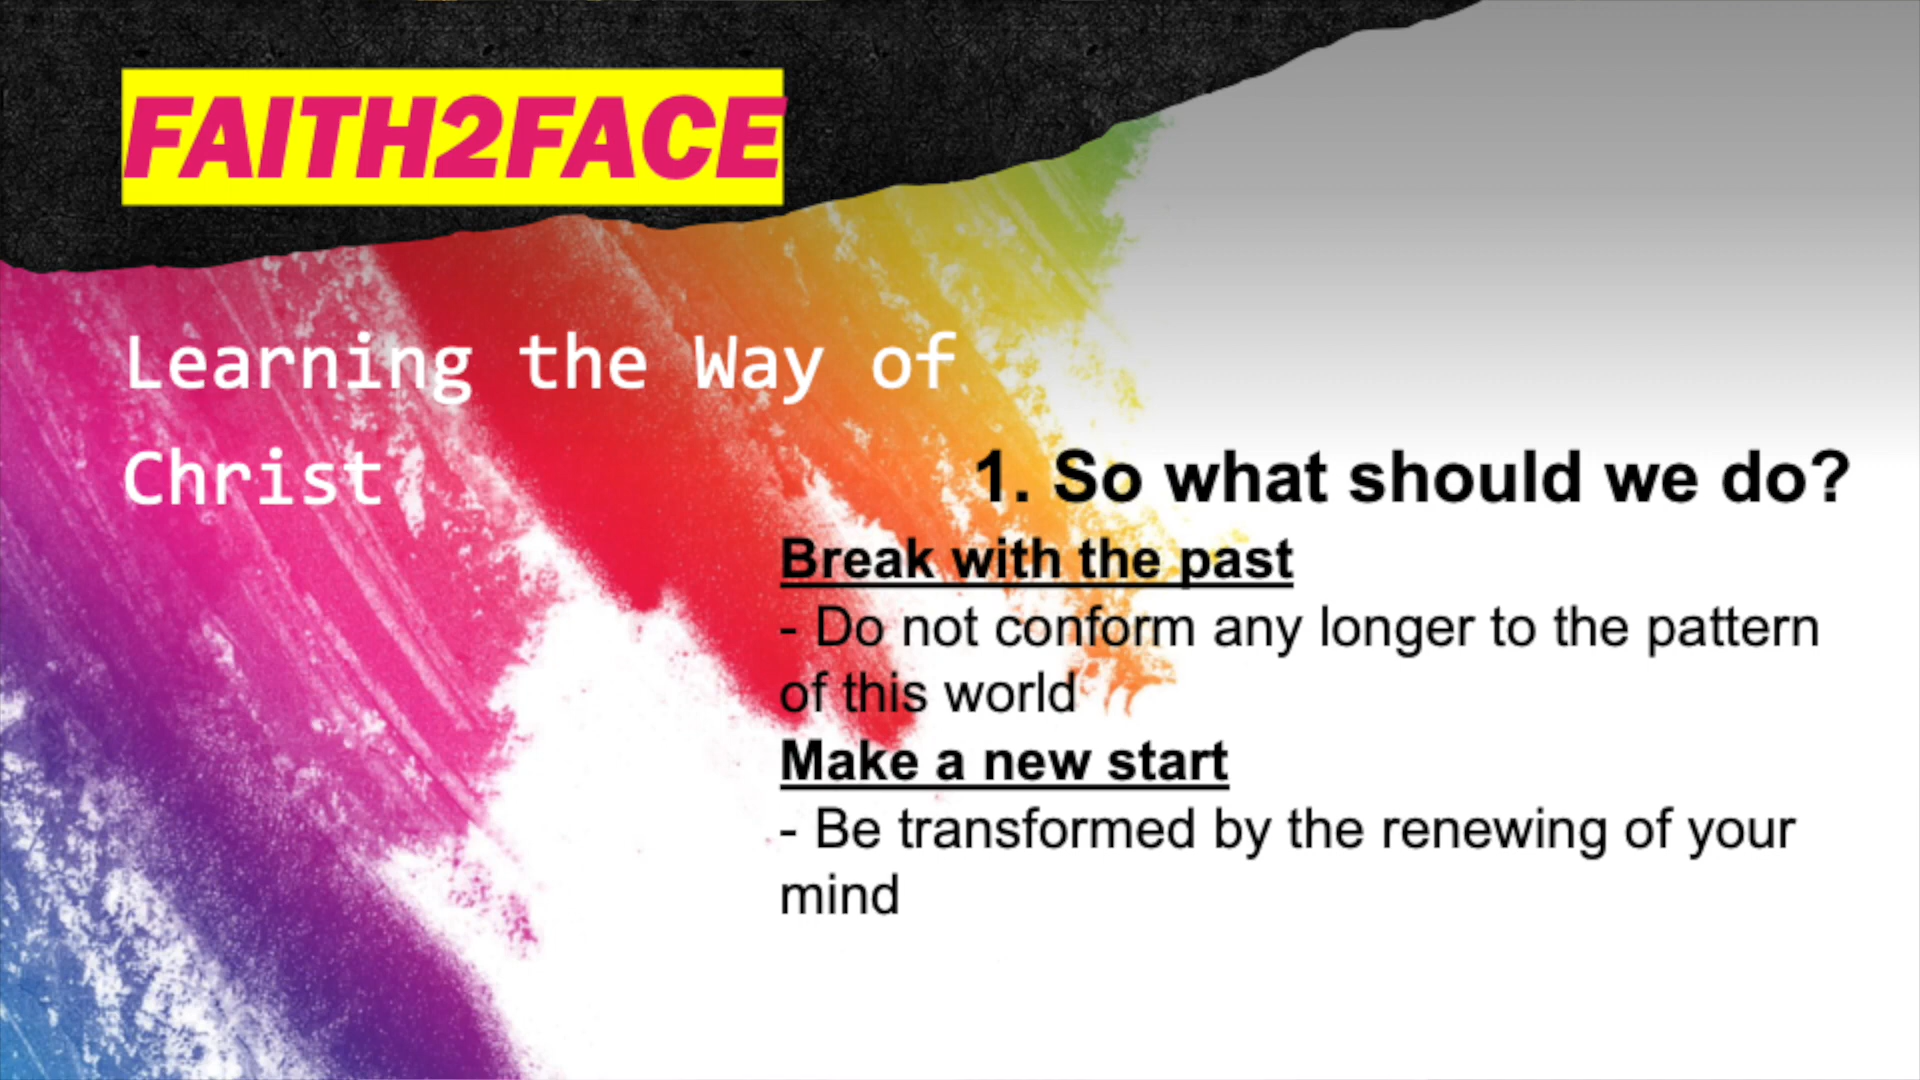 FAITH2FACE
Learning the Way of
Christ
1. So what should we do?
Break with the past
- Do not conform any longer to the pattern
of this world
Make a new start
- Be transformed by the renewing of your
mind